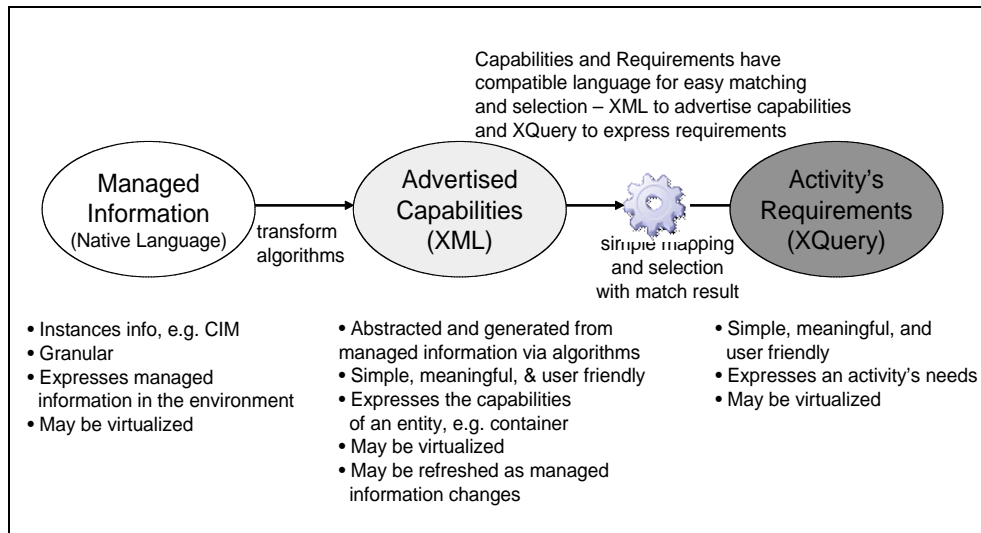 Capabilities and Requirements have
compatible language for easy matching
and selection – XML to advertise capabilities
and XQuery to express requirements
Managed
Information
(Native Language)
transform
algorithms
Advertised
Capabilities
(XML)
simple mapping
and selection
with match result
Activity's
Requirements
(XQuery)
• Instances info, e.g. CIM
• Granular
• Expresses managed
information in the environment
• May be virtualized
• Abstracted and generated from
managed information via algorithms
• Simple, meaningful, & user friendly
• Expresses the capabilities
of an entity, e.g. container
• May be virtualized
• May be refreshed as managed
information changes
• Simple, meaningful, and
user friendly
• Expresses an activity's needs
• May be virtualized